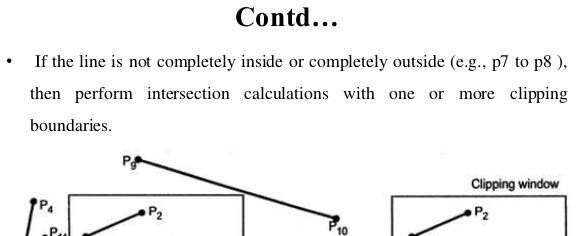 Contd…
• If the line is not completely inside or completely outside (e.g., p7 to p8 ),
then perform intersection calculations with one or more clipping
boundaries.
P9
Clipping window
P4
P2
P2
P10